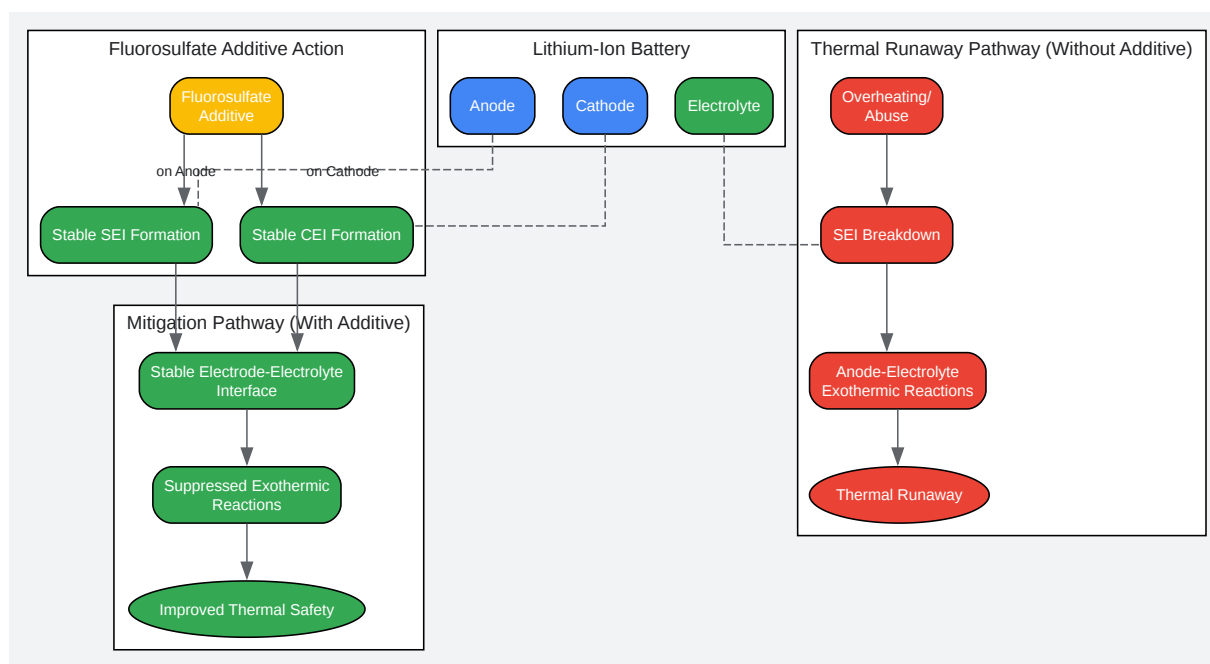 Fluorosulfate Additive Action
Fluorosulfate
Additive
on Anode
on Cathode
Stable SEI Formation
Stable CEI Formation
Lithium-Ion Battery
Anode
Cathode
Electrolyte
Thermal Runaway Pathway (Without Additive)
Overheating/
Abuse
SEI Breakdown
Anode-Electrolyte
Exothermic Reactions
Thermal Runaway
Mitigation Pathway (With Additive)
Stable Electrode-Electrolyte
Interface
Suppressed Exothermic
Reactions
Improved Thermal Safety